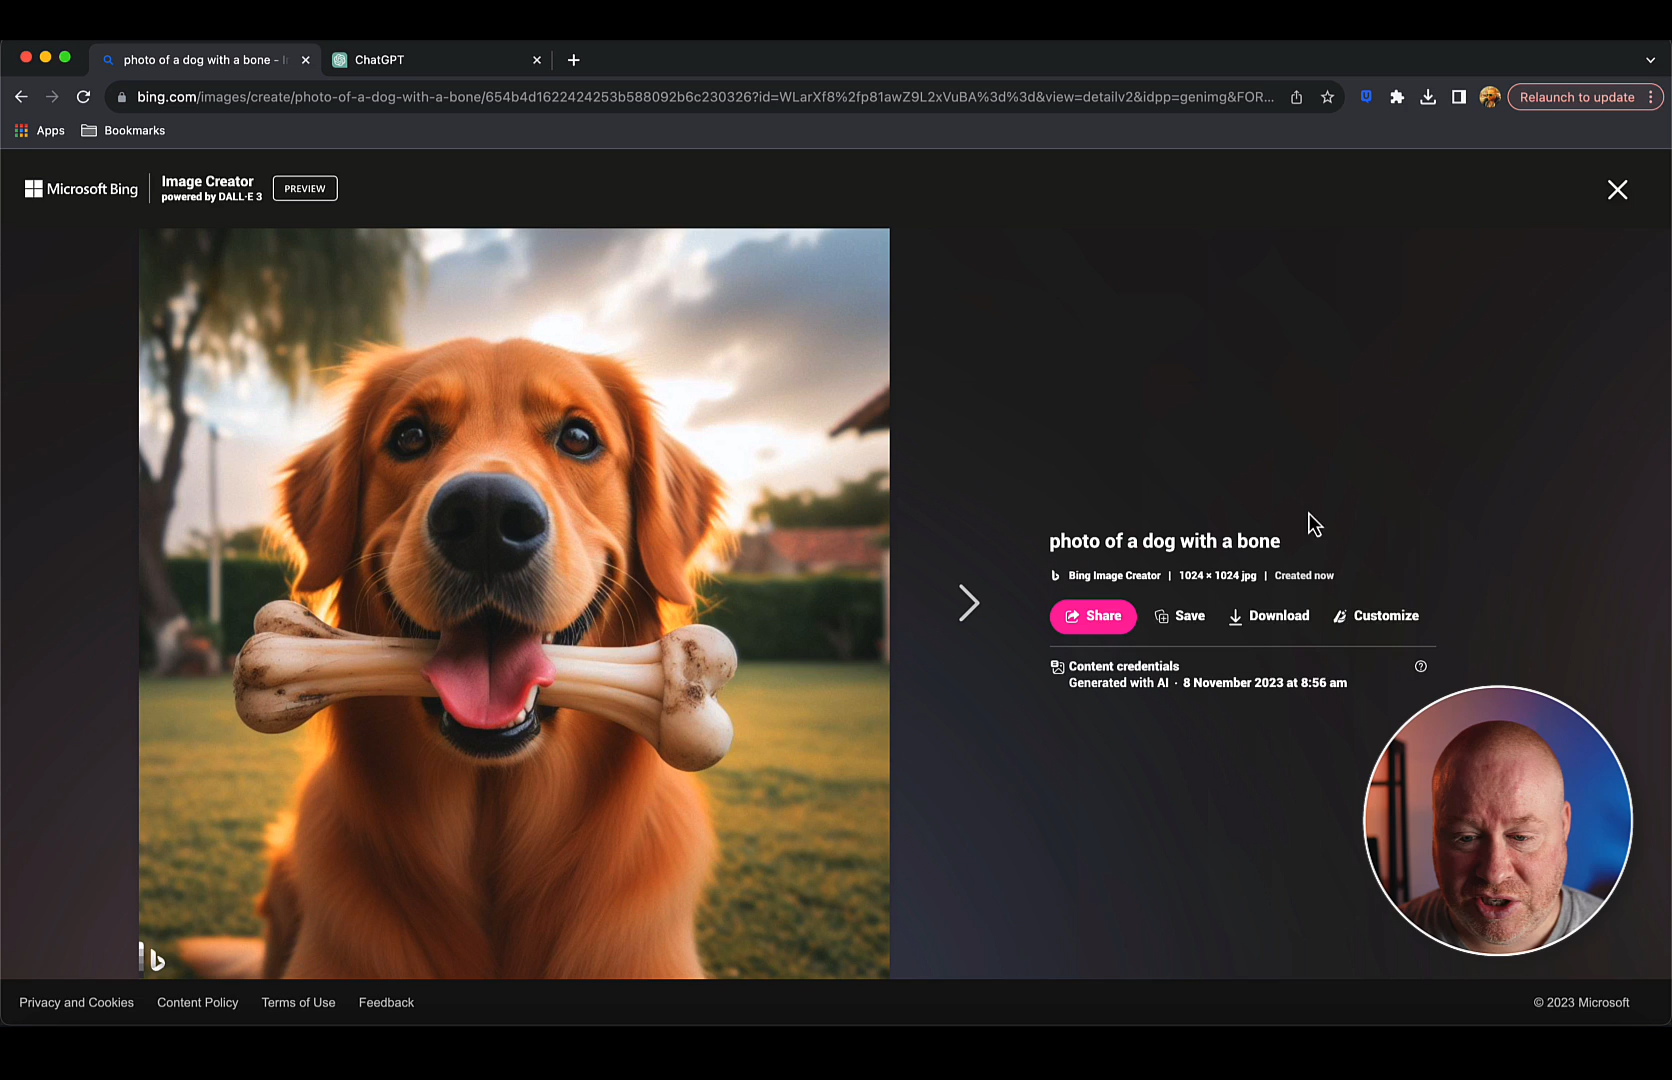 photo of a dog with a bone - I
ChatGPT
bing.com/images/create/photo-of-a-dog-with-a-bone/654b4d1622424253b588092b6c230326?id=WLarXf8%2fp81awZ9L2xVuBA%3d%3d&view=detailv2&idpp=genimg&FOR...
Relaunch to update
Apps
Bookmarks
Microsoft Bing
Image Creator
powered by DALL·E 3
PREVIEW
photo of a dog with a bone
Bing Image Creator | 1024 × 1024 jpg | Created now
Share
Save
Download
Customize
Content credentials
Generated with AI · 8 November 2023 at 8:56 am
Privacy and Cookies
Content Policy
Terms of Use
Feedback
© 2023 Microsoft